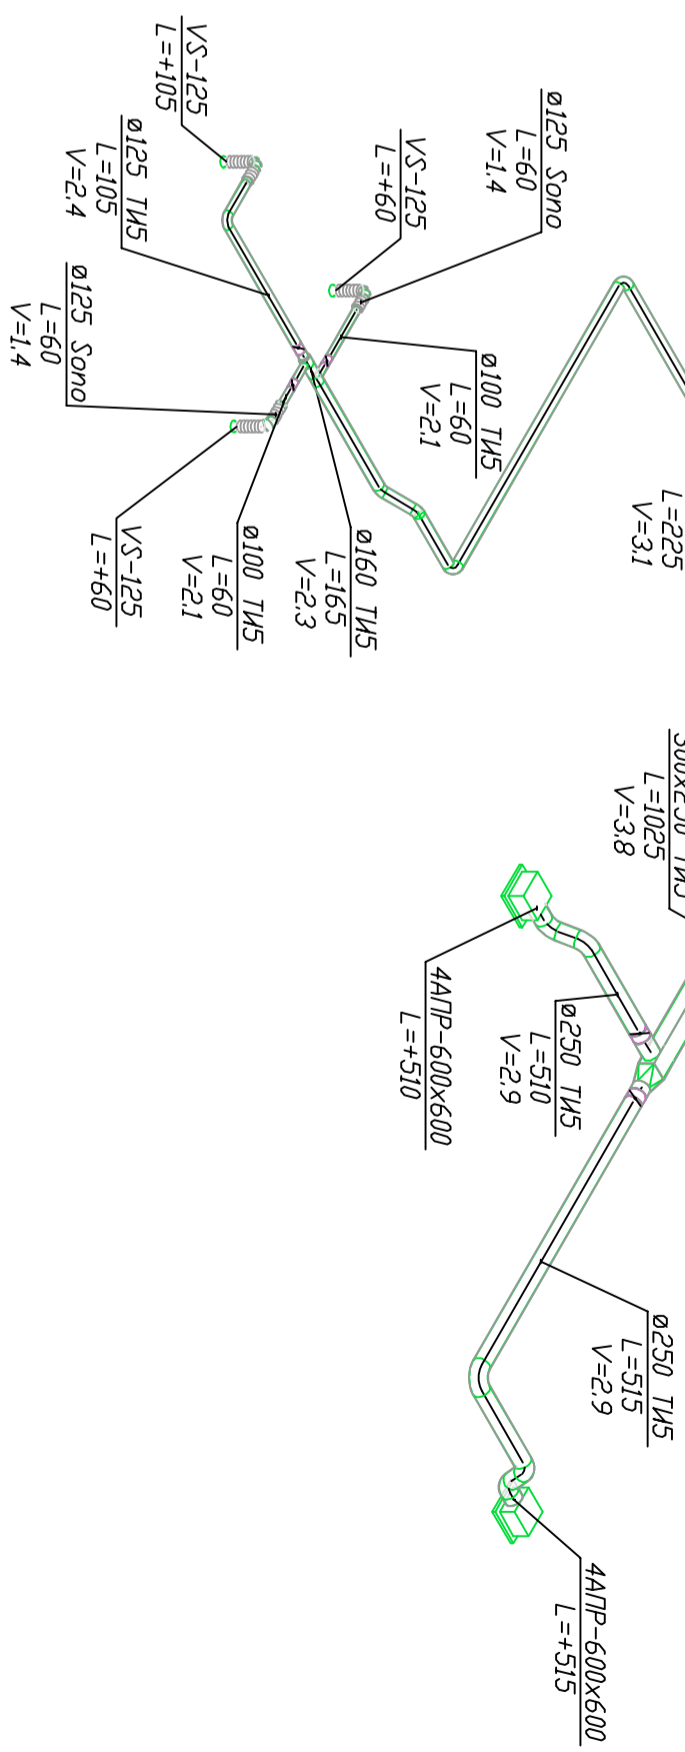 VS-125
L=+105
ø125 ТИ5
L=105
V=2.4
ø125 Sono
L=60
V=1.4
VS-125
L=+60
ø125 Sono
L=60
V=1.4
ø100 ТИ5
L=60
V=2.1
VS-125
L=+60
ø100 ТИ5
L=60
V=2.1
ø160 ТИ5
L=165
V=2.3
L=225
V=3.1
L=1025
V=3.8
4АПР-600x600
L=+510
ø250 ТИ5
L=510
V=2.9
ø250 ТИ5
L=515
V=2.9
4АПР-600x600
L=+515